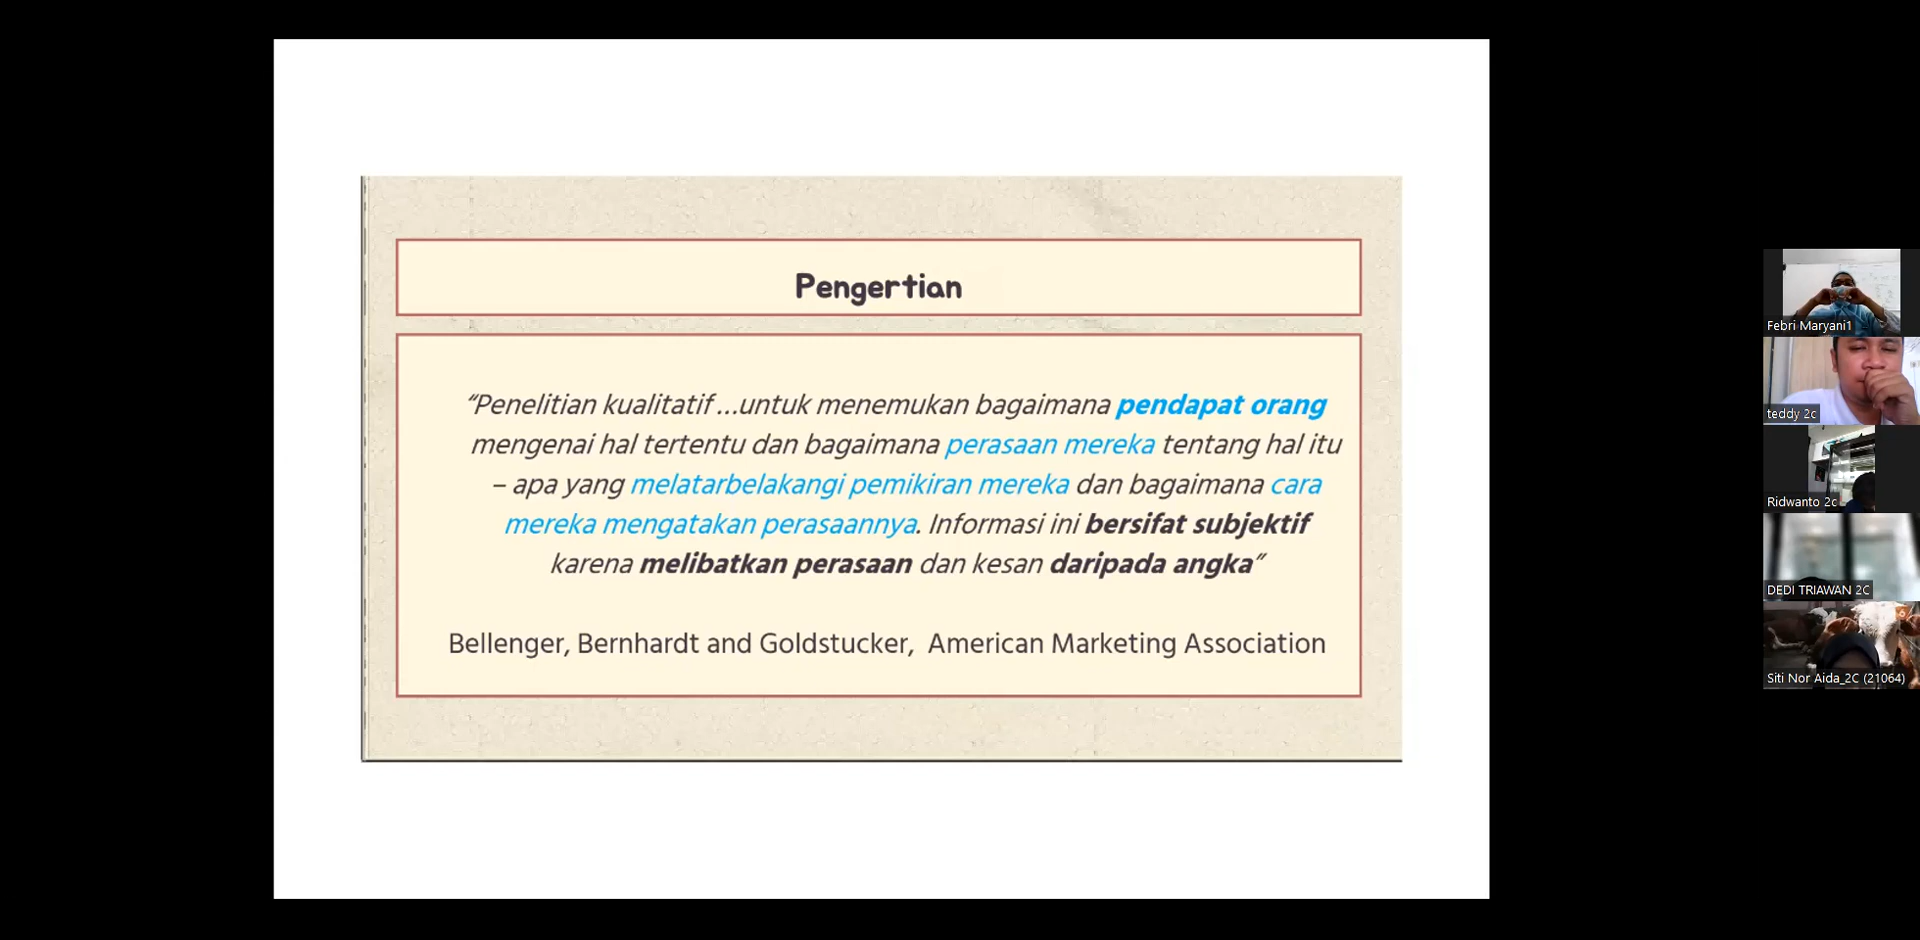 Pengertian
“Penelitian kualitatif ...untuk menemukan bagaimana pendapat orang
mengenai hal tertentu dan bagaimana perasaan mereka tentang hal itu
– apa yang melatarbelakangi pemikiran mereka dan bagaimana cara
mereka mengatakan perasaannya. Informasi ini bersifat subjektif
karena melibatkan perasaan dan kesan daripada angka”
Bellenger, Bernhardt and Goldstucker, American Marketing Association
Febri Maryani1
teddy 2c
Ridwanto 2c
DEDI TRIAWAN 2C
Siti Nor Aida_2C (21064)